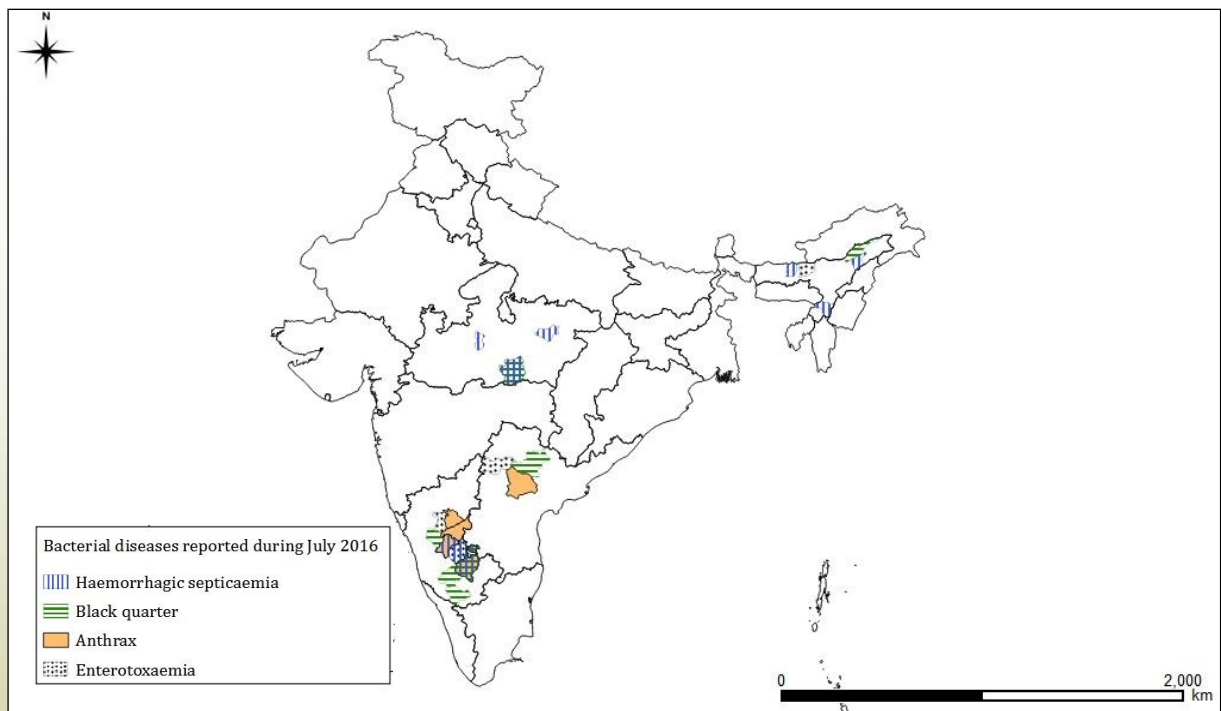 N
Bacterial diseases reported during July 2016
Haemorrhagic septicaemia
Black quarter
Anthrax
Enterotoxaemia
0 2,000
km